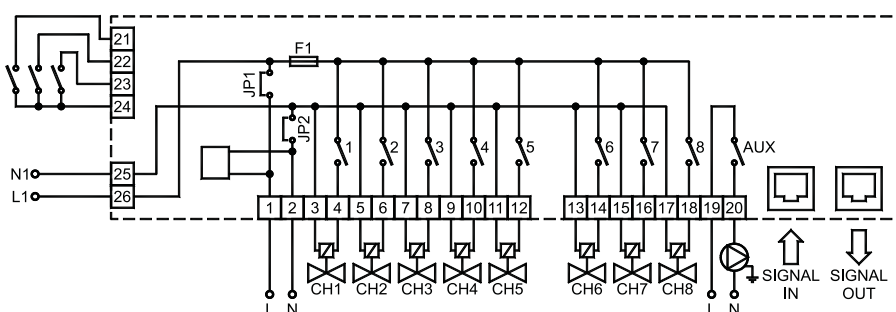 21
22
23
24
F1
JP1
JP2
1
2
3
4
5
6
7
8
AUX
N1
25
L1
26
1 2 3 4 5 6 7 8 9 10 11 12 13 14 15 16 17 18 19 20
CH1 CH2 CH3 CH4 CH5 CH6 CH7 CH8
SIGNAL IN
SIGNAL OUT
L N L N